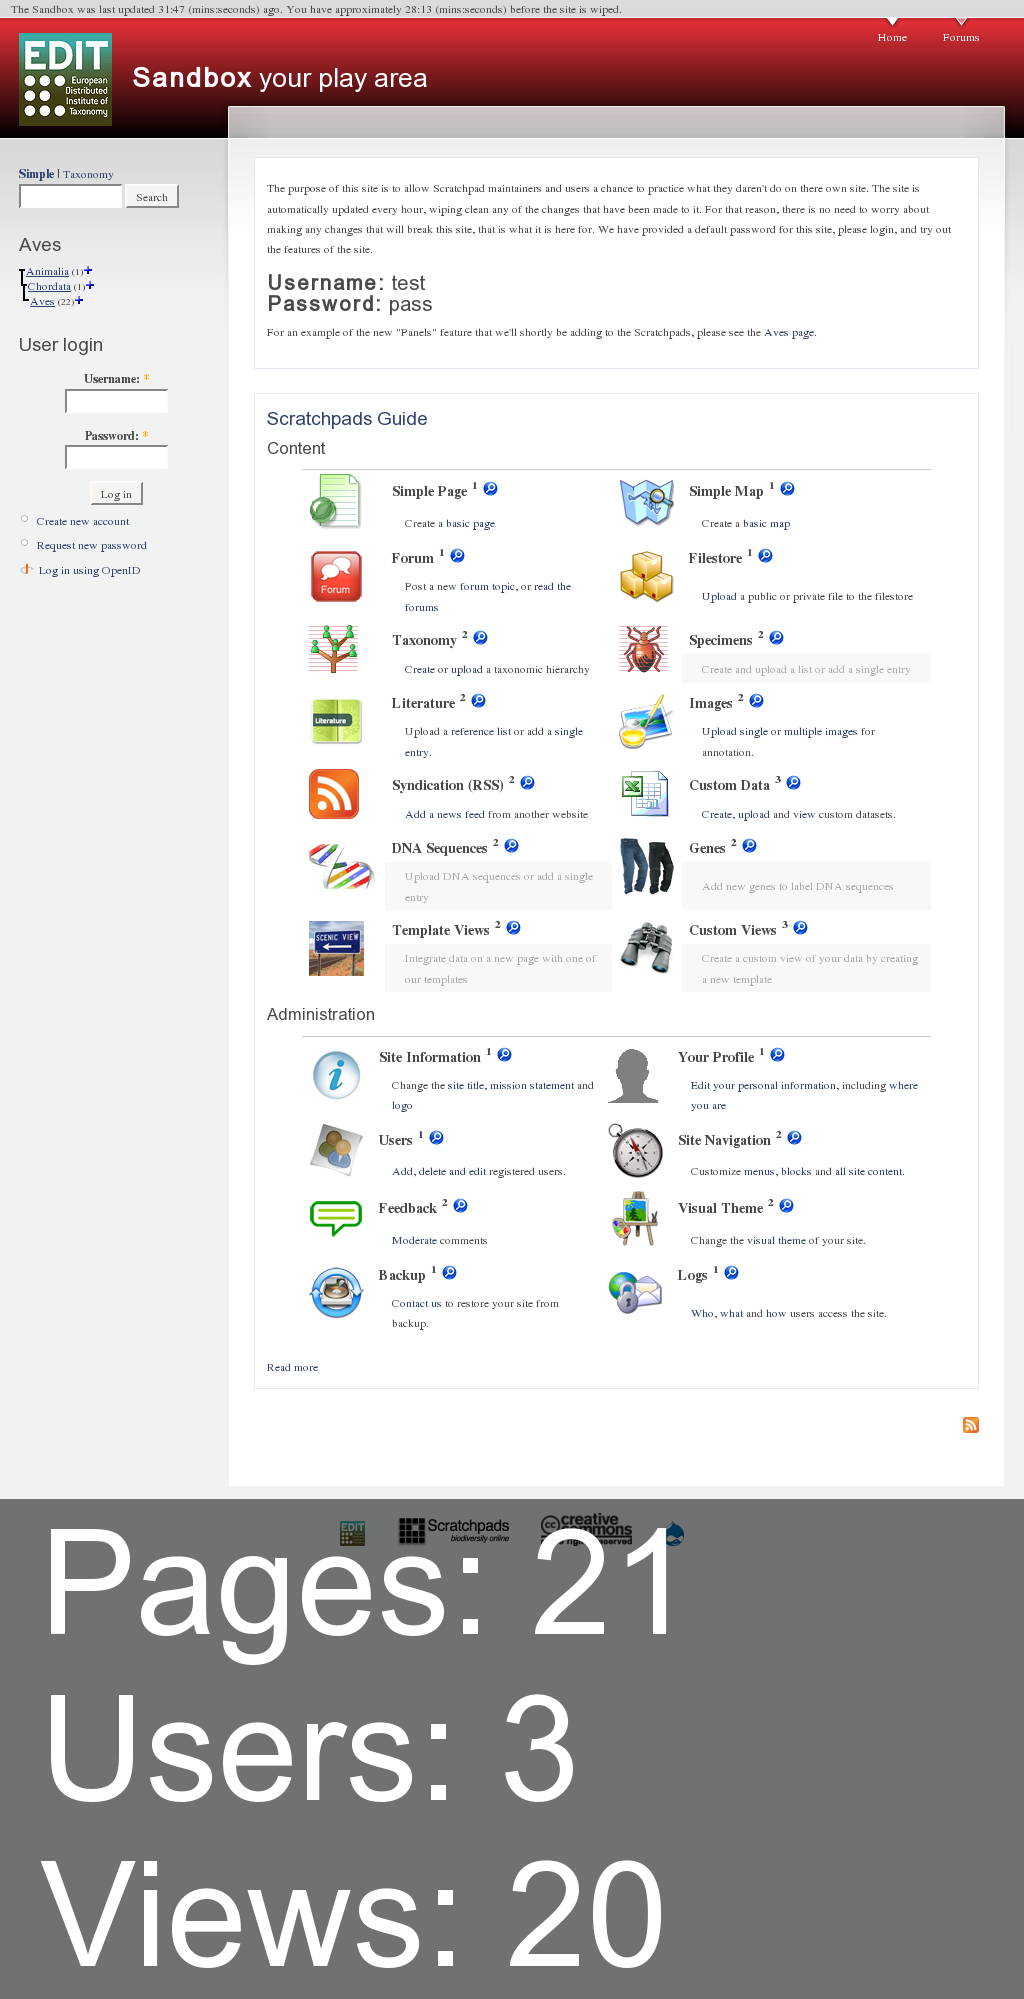 The Sandbox was last updated 31:47 (mins:seconds) ago. You have approximately 28:13 (mins:seconds) before the site is wiped.
Home
Forums
EDIT
European
Distributed
Institute of
Taxonomy
Sandbox your play area
Simple | Taxonomy
Search
Aves
Animalia (1)
Chordata (1)
Aves (22)
User login
Username: *
Password: *
Log in
Create new account
Request new password
Log in using OpenID
The purpose of this site is to allow Scratchpad maintainers and users a chance to practice what they daren't do on there own site. The site is
automatically updated every hour, wiping clean any of the changes that have been made to it. For that reason, there is no need to worry about
making any changes that will break this site, that is what it is here for. We have provided a default password for this site, please login, and try out
the features of the site.
Username: test
Password: pass
For an example of the new "Panels" feature that we'll shortly be adding to the Scratchpads, please see the Aves page.
Scratchpads Guide
Content
Simple Page 1
Create a basic page
Simple Map 1
Create a basic map
Forum
Forum 1
Post a new forum topic, or read the
forums
Filestore 1
Upload a public or private file to the filestore
Taxonomy 2
Create or upload a taxonomic hierarchy
Specimens 2
Create and upload a list or add a single entry
Literature
Literature 2
Upload a reference list or add a single
entry.
Images 2
Upload single or multiple images for
annotation.
Syndication (RSS) 2
Add a news feed from another website
Custom Data 3
Create, upload and view custom datasets.
DNA Sequences 2
Upload DNA sequences or add a single
entry
Genes 2
Add new genes to label DNA sequences
SCENIC VIEW
Template Views 2
Integrate data on a new page with one of
our templates
Custom Views 3
Create a custom view of your data by creating
a new template
Administration
Site Information 1
Change the site title, mission statement and
logo
Your Profile 1
Edit your personal information, including where
you are
Users 1
Add, delete and edit registered users.
Site Navigation 2
Customize menus, blocks and all site content.
Feedback 2
Moderate comments
Visual Theme 2
Change the visual theme of your site.
Backup 1
Contact us to restore your site from
backup.
Logs 1
Who, what and how users access the site.
Read more
EDIT
Scratchpads
biodiversity online
cc creative
commons
rights reserved
Pages: 21
Users: 3
Views: 20